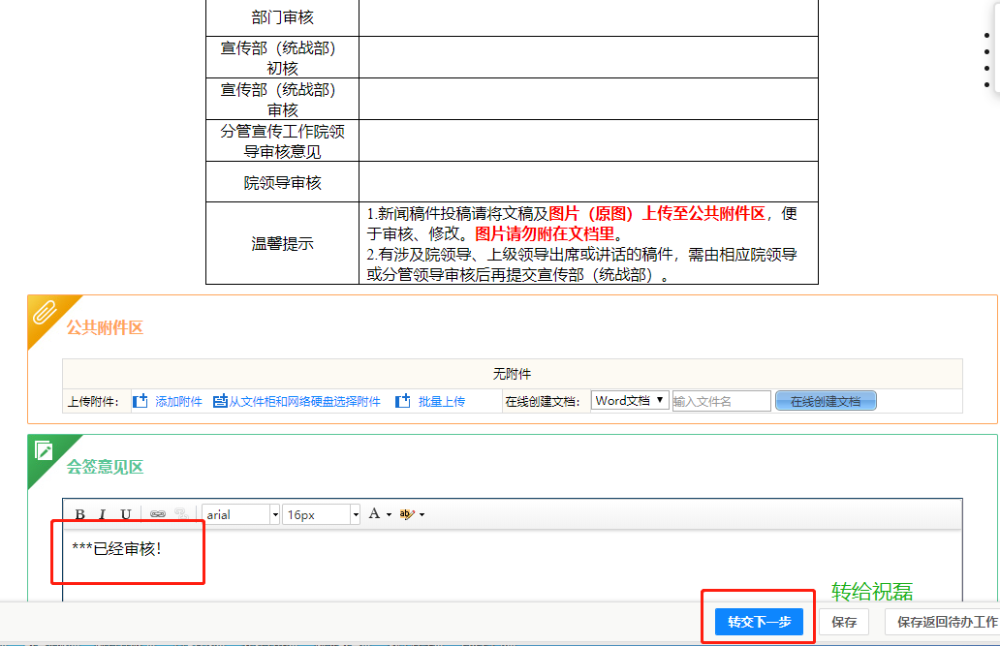 部门审核
宣传部（统战部）
初核
宣传部（统战部）
审核
分管宣传工作院领
导审核意见
院领导审核
温馨提示
1.新闻稿件投稿请将文稿及图片（原图）上传至公共附件区，便
于审核、修改。图片请勿附在文档里。
2.有涉及院领导、上级领导出席或讲话的稿件，需由相应院领导
或分管领导审核后再提交宣传部（统战部）。
公共附件区
无附件
上传附件： 添加附件 从文件柜和网络硬盘选择附件 批量上传 在线创建文档： Word文档 输入文件名 在线创建文档
会签意见区
B I U arial 16px A ab
***已经审核！
转给祝磊
转交下一步 保存 保存返回待办工作